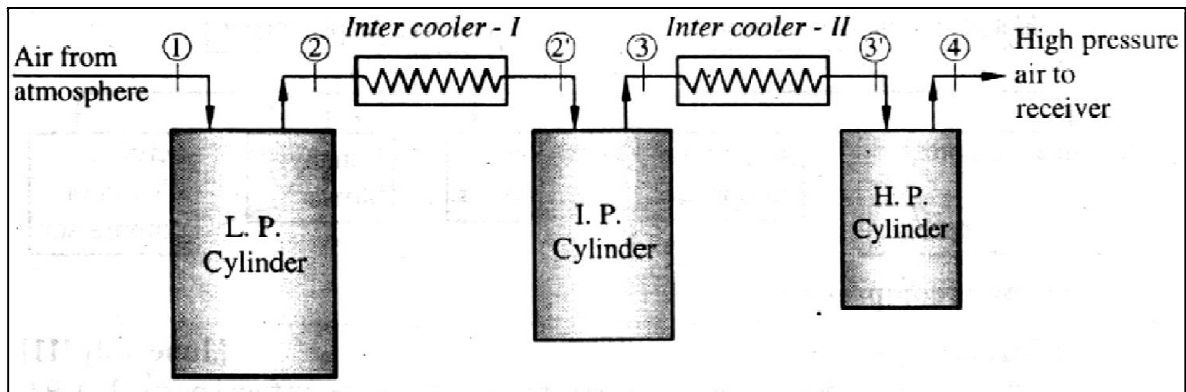 Inter cooler - I
Inter cooler - II
Air from
atmosphere
① ② ②' ③ ③' ④
High pressure
air to
receiver
L. P.
Cylinder
I. P.
Cylinder
H. P.
Cylinder